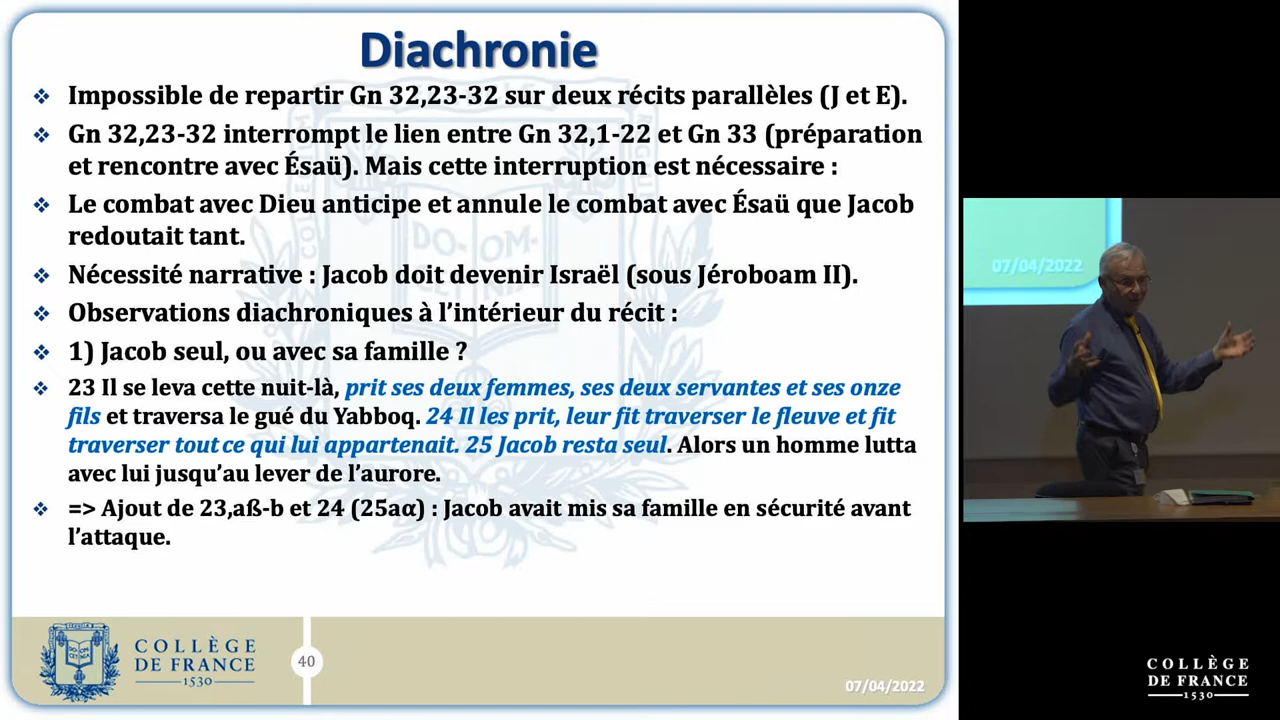 Diachronie
❖ Impossible de repartir Gn 32,23-32 sur deux récits parallèles (J et E).
❖ Gn 32,23-32 interrompt le lien entre Gn 32,1-22 et Gn 33 (préparation
et rencontre avec Ésaü). Mais cette interruption est nécessaire :
❖ Le combat avec Dieu anticipe et annule le combat avec Ésaü que Jacob
redoutait tant.
❖ Nécessité narrative : Jacob doit devenir Israël (sous Jéroboam II).
❖ Observations diachroniques à l’intérieur du récit :
❖ 1) Jacob seul, ou avec sa famille ?
❖ 23 Il se leva cette nuit-là, prit ses deux femmes, ses deux servantes et ses onze
fils et traversa le gué du Yabboq. 24 Il les prit, leur fit traverser le fleuve et fit
traverser tout ce qui lui appartenait. 25 Jacob resta seul. Alors un homme lutta
avec lui jusqu’au lever de l’aurore.
❖ => Ajout de 23,aß-b et 24 (25aα) : Jacob avait mis sa famille en sécurité avant
l’attaque.
COLLÈGE
DE FRANCE
1530
40
07/04/2022
07/04/2022
COLLÈGE
DE FRANCE
1530